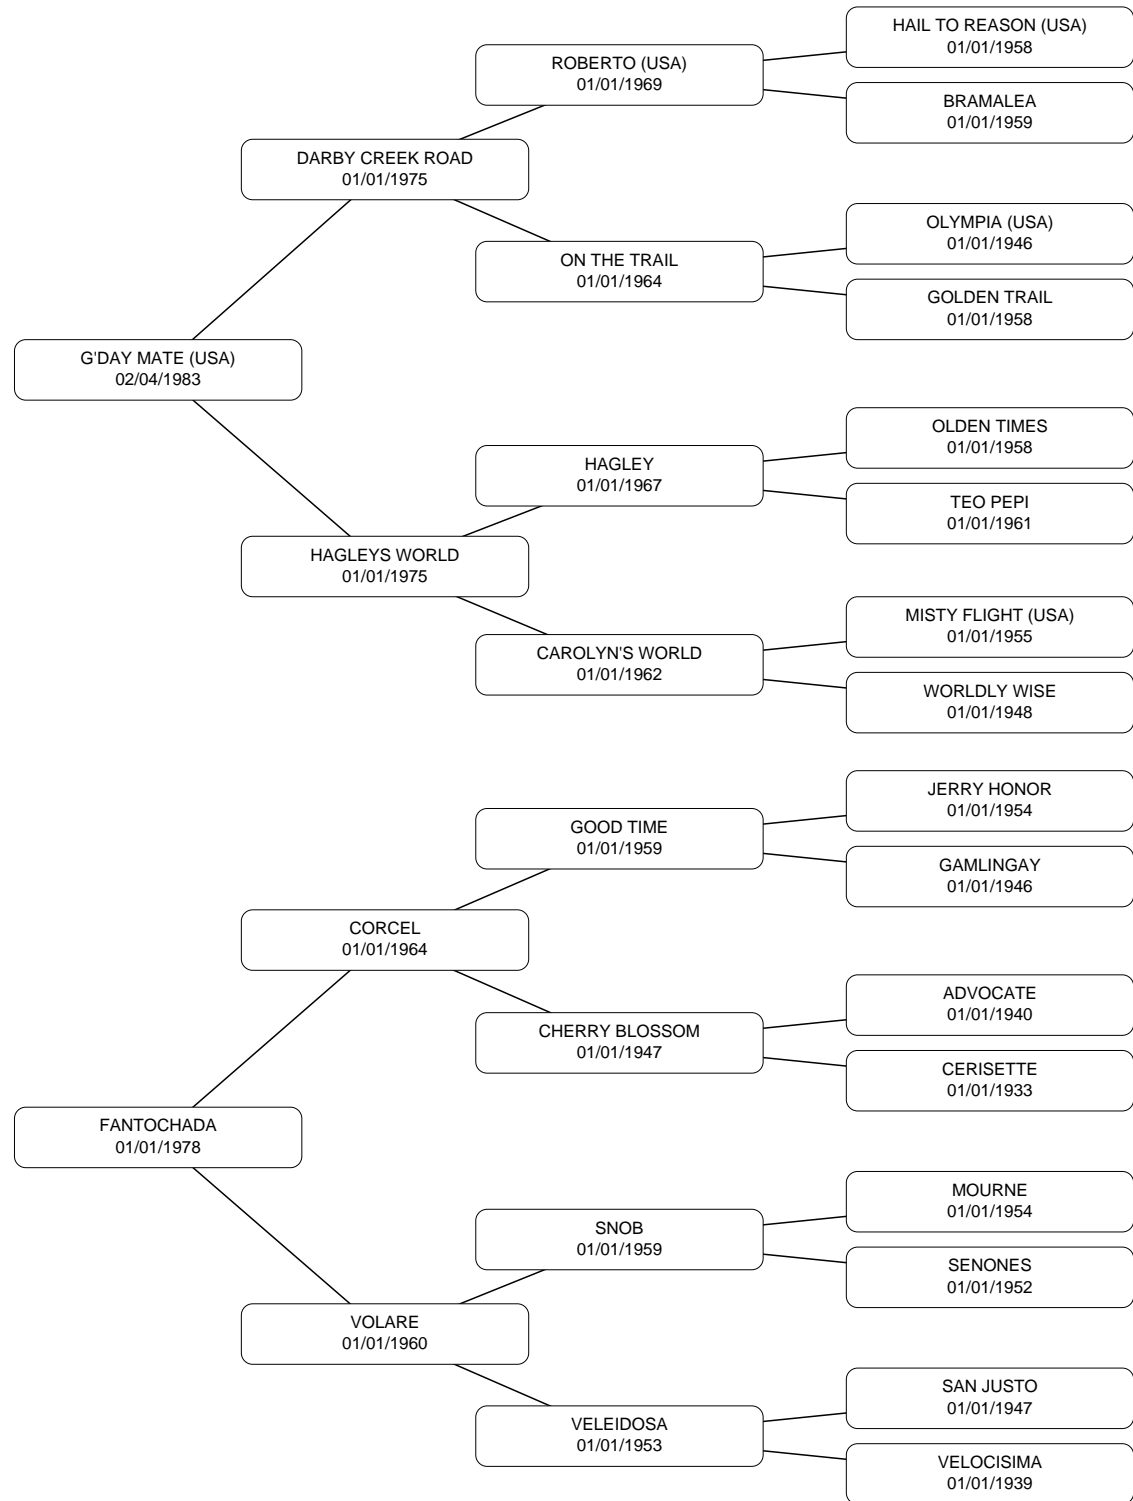 HAIL TO REASON (USA)
01/01/1958
ROBERTO (USA)
01/01/1969
BRAMALEA
01/01/1959
DARBY CREEK ROAD
01/01/1975
OLYMPIA (USA)
01/01/1946
ON THE TRAIL
01/01/1964
GOLDEN TRAIL
01/01/1958
G'DAY MATE (USA)
02/04/1983
OLDEN TIMES
01/01/1958
HAGLEY
01/01/1967
TEO PEPI
01/01/1961
HAGLEYS WORLD
01/01/1975
MISTY FLIGHT (USA)
01/01/1955
CAROLYN'S WORLD
01/01/1962
WORLDLY WISE
01/01/1948
JERRY HONOR
01/01/1954
GOOD TIME
01/01/1959
GAMLINGAY
01/01/1946
CORCEL
01/01/1964
ADVOCATE
01/01/1940
CHERRY BLOSSOM
01/01/1947
CERISETTE
01/01/1933
FANTOCHADA
01/01/1978
MOURNE
01/01/1954
SNOB
01/01/1959
SENONES
01/01/1952
VOLARE
01/01/1960
SAN JUSTO
01/01/1947
VELEIDOSA
01/01/1953
VELOCISIMA
01/01/1939